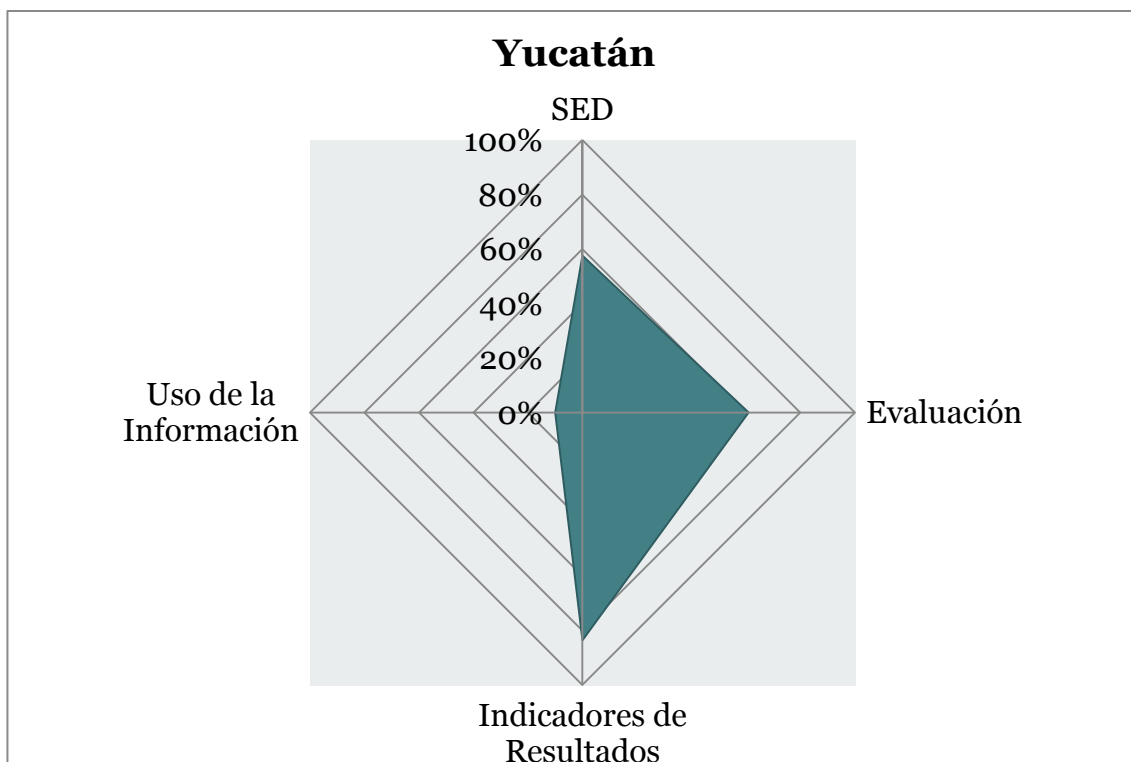 Yucatán
SED
100%
80%
60%
40%
20%
0%
Uso de la
Información
Evaluación
Indicadores de
Resultados